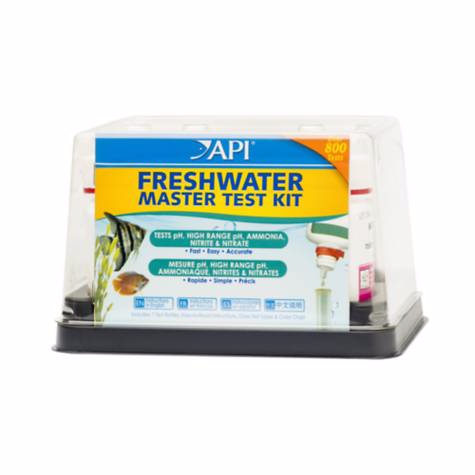 API
800
Tests
FRESHWATER
MASTER TEST KIT
TESTS pH, HIGH RANGE pH, AMMONIA,
NITRITE & NITRATE
• Fast • Easy • Accurate
MESURE pH, HIGH RANGE pH,
AMMONIAQUE, NITRITES & NITRATES
• Rapide • Simple • Précis